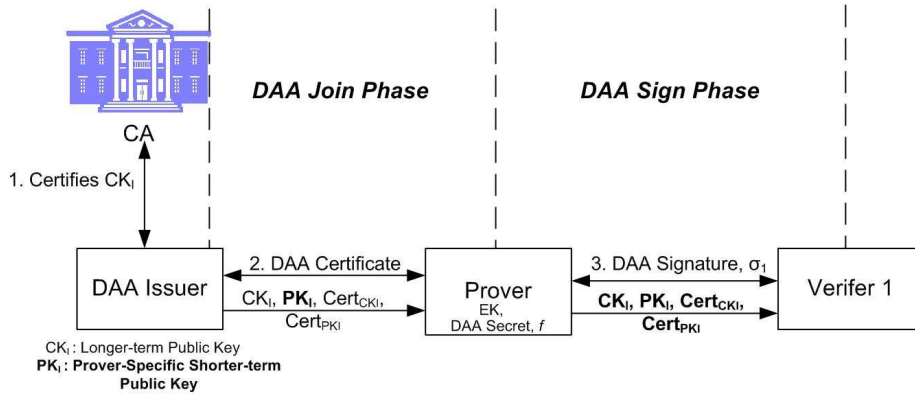 DAA Join Phase
DAA Sign Phase
CA
1. Certifies CKI
DAA Issuer
2. DAA Certificate
CKI, PKI, CertCKI,
CertPKI
Prover
EK,
DAA Secret, f
3. DAA Signature, σ1
CKI, PKI, CertCKI,
CertPKI
Verifer 1
CKI : Longer-term Public Key
PKI : Prover-Specific Shorter-term
Public Key